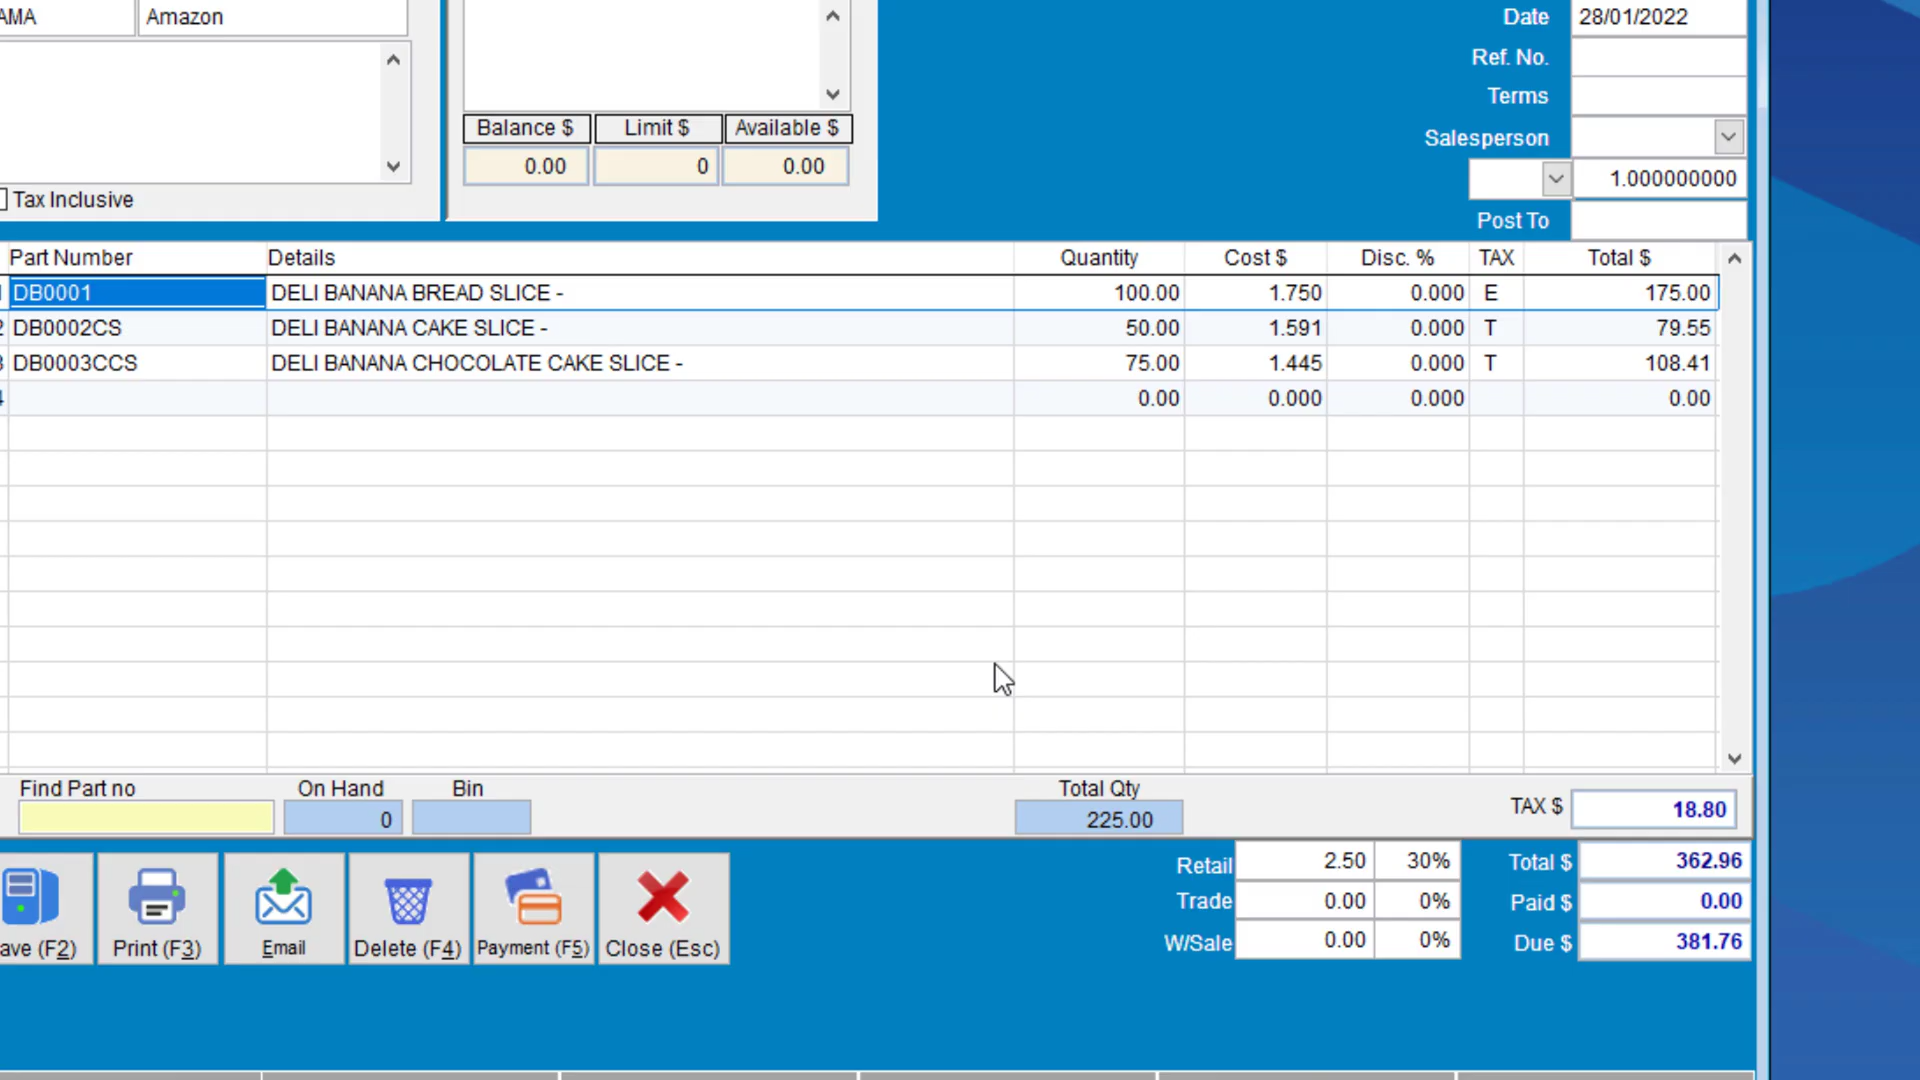 AMA Amazon
Date 28/01/2022
Ref. No.
Terms
Balance $ Limit $ Available $
Salesperson
0.00 0 0.00
1.000000000
Tax Inclusive
Post To
Part Number Details Quantity Cost $ Disc. % TAX Total $
DB0001 DELI BANANA BREAD SLICE - 100.00 1.750 0.000 E 175.00
2 DB0002CS DELI BANANA CAKE SLICE - 50.00 1.591 0.000 T 79.55
3 DB0003CCS DELI BANANA CHOCOLATE CAKE SLICE - 75.00 1.445 0.000 T 108.41
4 0.00 0.000 0.000 0.00
Find Part no On Hand Bin Total Qty
0 225.00
TAX $ 18.80
Retail 2.50 30% Total $ 362.96
Trade 0.00 0% Paid $ 0.00
W/Sale 0.00 0% Due $ 381.76
ave (F2) Print (F3) Email Delete (F4) Payment (F5) Close (Esc)